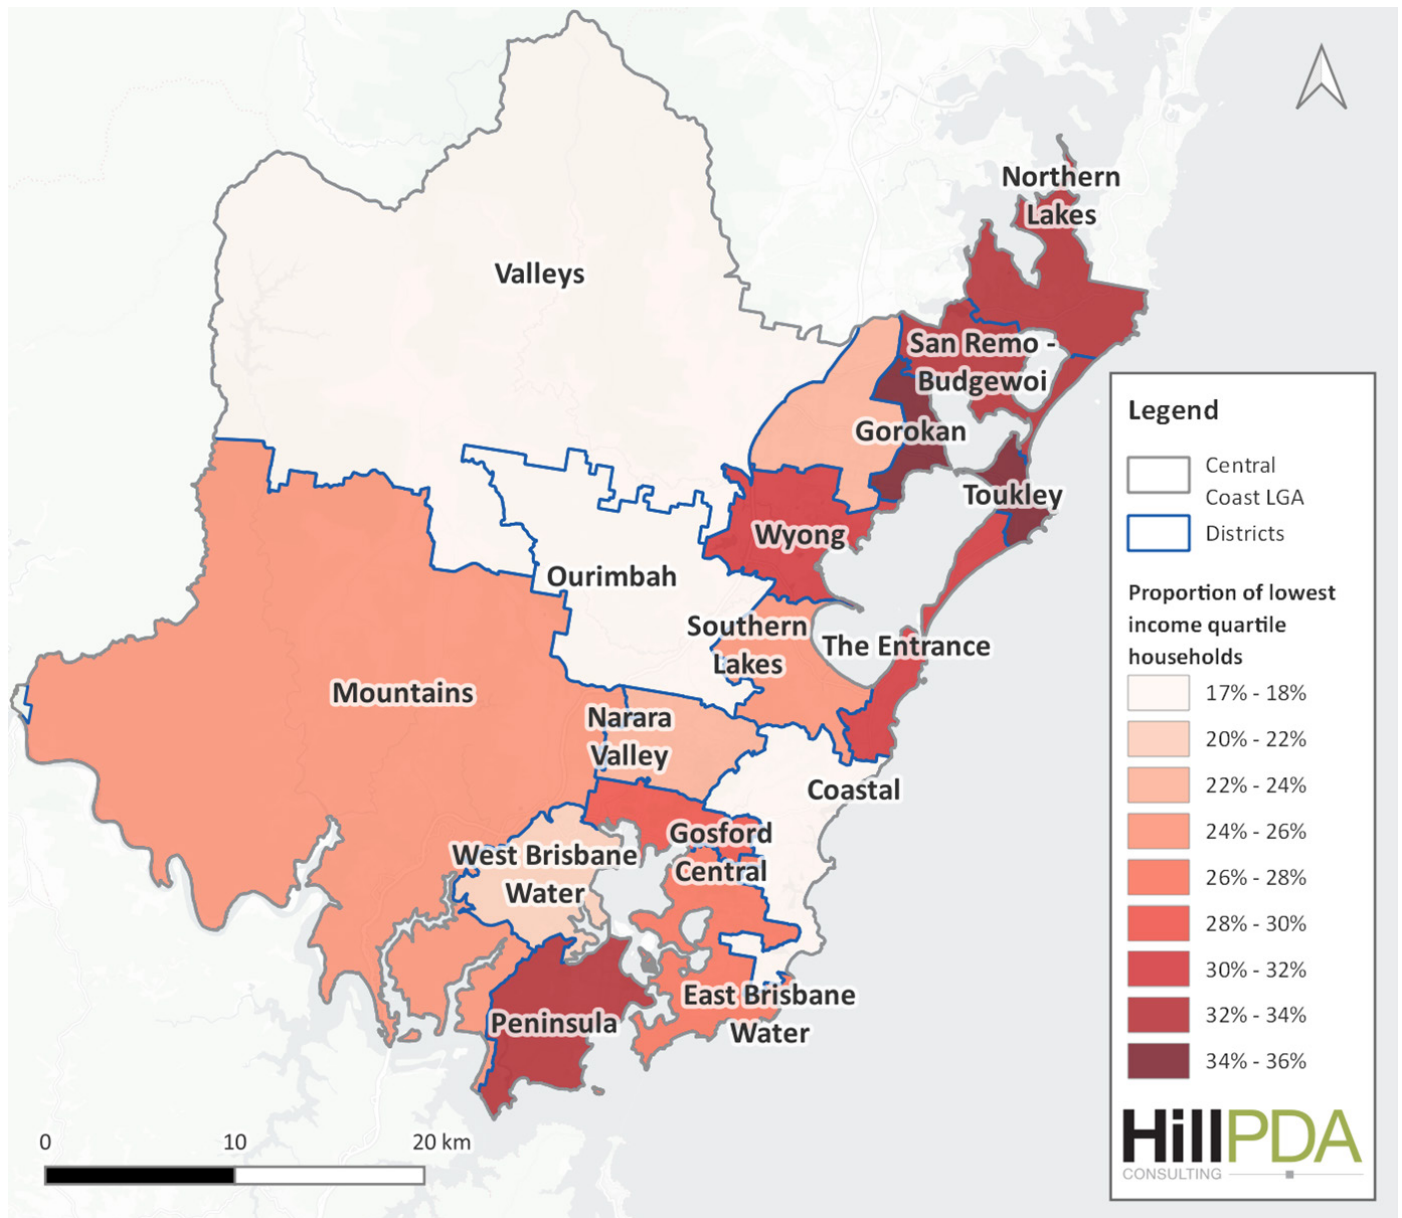 Northern
Lakes
Valleys
San Remo -
Budgewoi
Gorokan
Toukley
Wyong
Ourimbah
Southern
Lakes
The Entrance
Mountains
Narara
Valley
Coastal
Gosford
Central
West Brisbane
Water
East Brisbane
Water
Peninsula
0 10 20 km
Legend
Central
Coast LGA
Districts
Proportion of lowest
income quartile
households
17% - 18%
20% - 22%
22% - 24%
24% - 26%
26% - 28%
28% - 30%
30% - 32%
32% - 34%
34% - 36%
HillPDA
CONSULTING